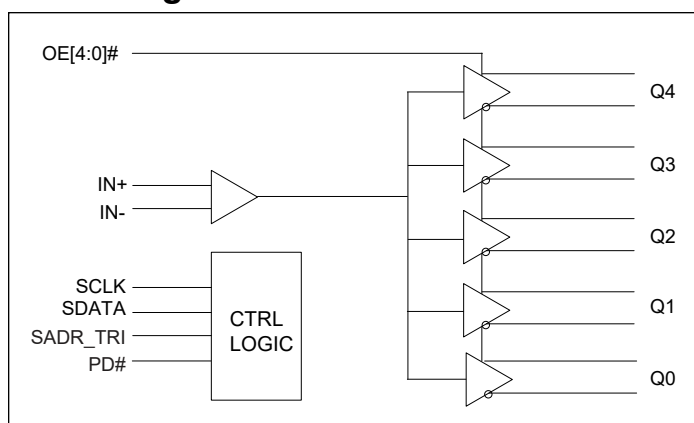 OE[4:0]#
Q4
Q3
IN+
IN-
Q2
SCLK
SDATA
SADR_TRI
PD#
CTRL
LOGIC
Q1
Q0